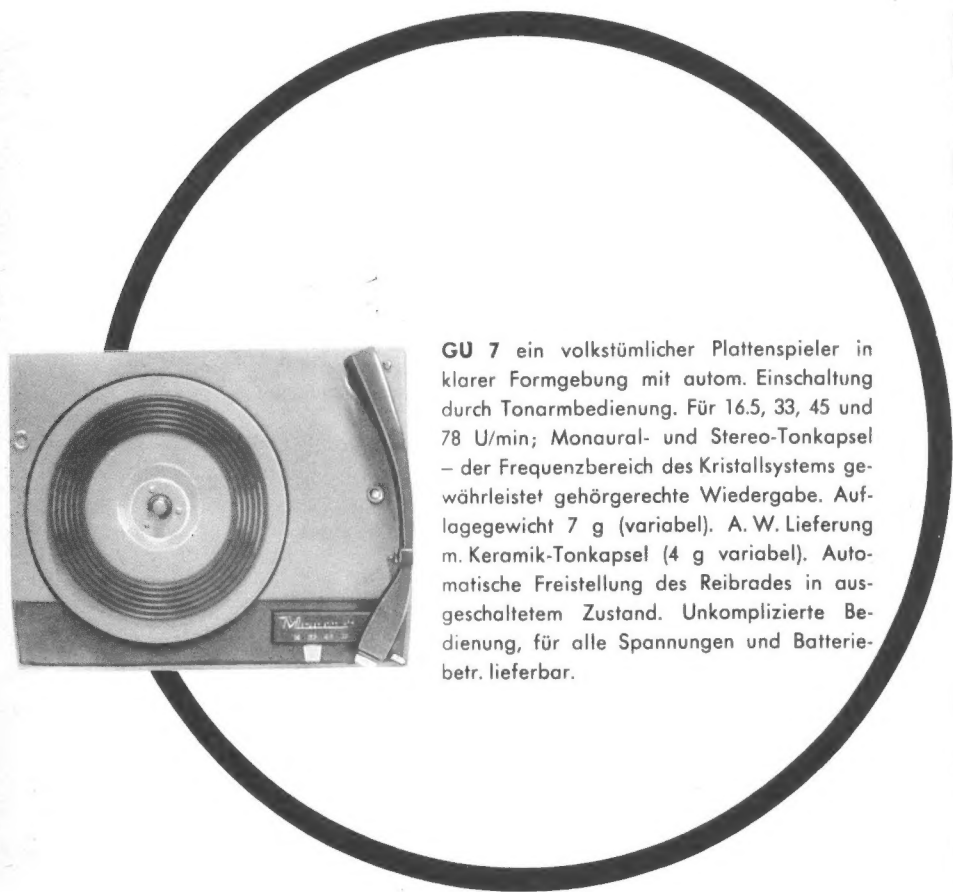 GU 7 ein volkstümlicher Plattenspieler in
klarer Formgebung mit autom. Einschaltung
durch Tonarmbedienung. Für 16.5, 33, 45 und
78 U/min; Monaural- und Stereo-Tonkapsel
– der Frequenzbereich des Kristallsystems ge-
währleistet gehörgerechte Wiedergabe. Auf-
lagegewicht 7 g (variabel). A. W. Lieferung
m. Keramik-Tonkapsel (4 g variabel). Auto-
matische Freistellung des Reibrades in aus-
geschaltetem Zustand. Unkomplizierte Be-
dienung, für alle Spannungen und Batterie-
betr. lieferbar.